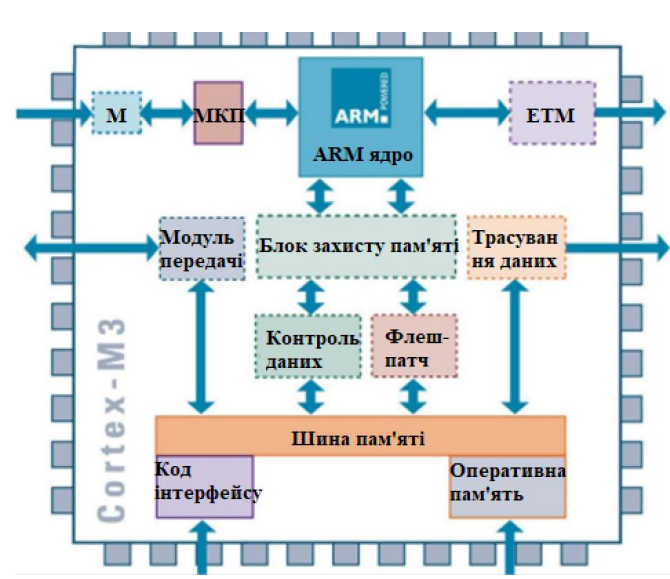 М
МКП
ARM
POWERED
ARM ядро
ЕТМ
Модуль
передачі
Блок захисту пам'яті
Трасуван
ня даних
Контроль
даних
Флеш-
патч
Cortex-M3
Шина пам'яті
Код
інтерфейсу
Оперативна
пам'ять